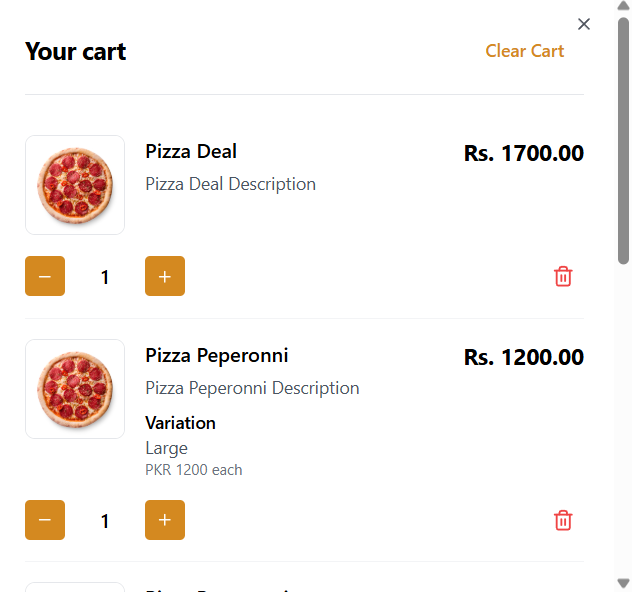 Your cart
Clear Cart
Pizza Deal
Rs. 1700.00
Pizza Deal Description
1
Pizza Peperonni
Rs. 1200.00
Pizza Peperonni Description
Variation
Large
PKR 1200 each
1